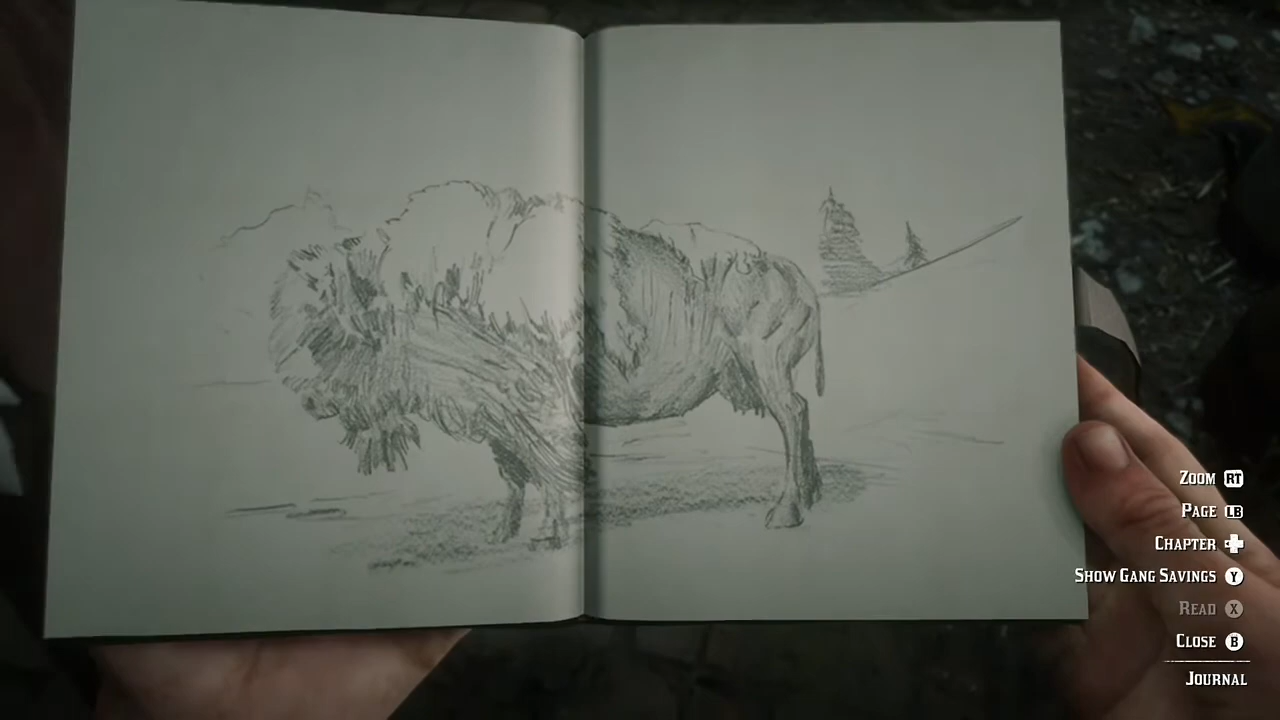 Zoom RT
Page LB
Chapter
Show Gang Savings Y
Read X
Close B
Journal